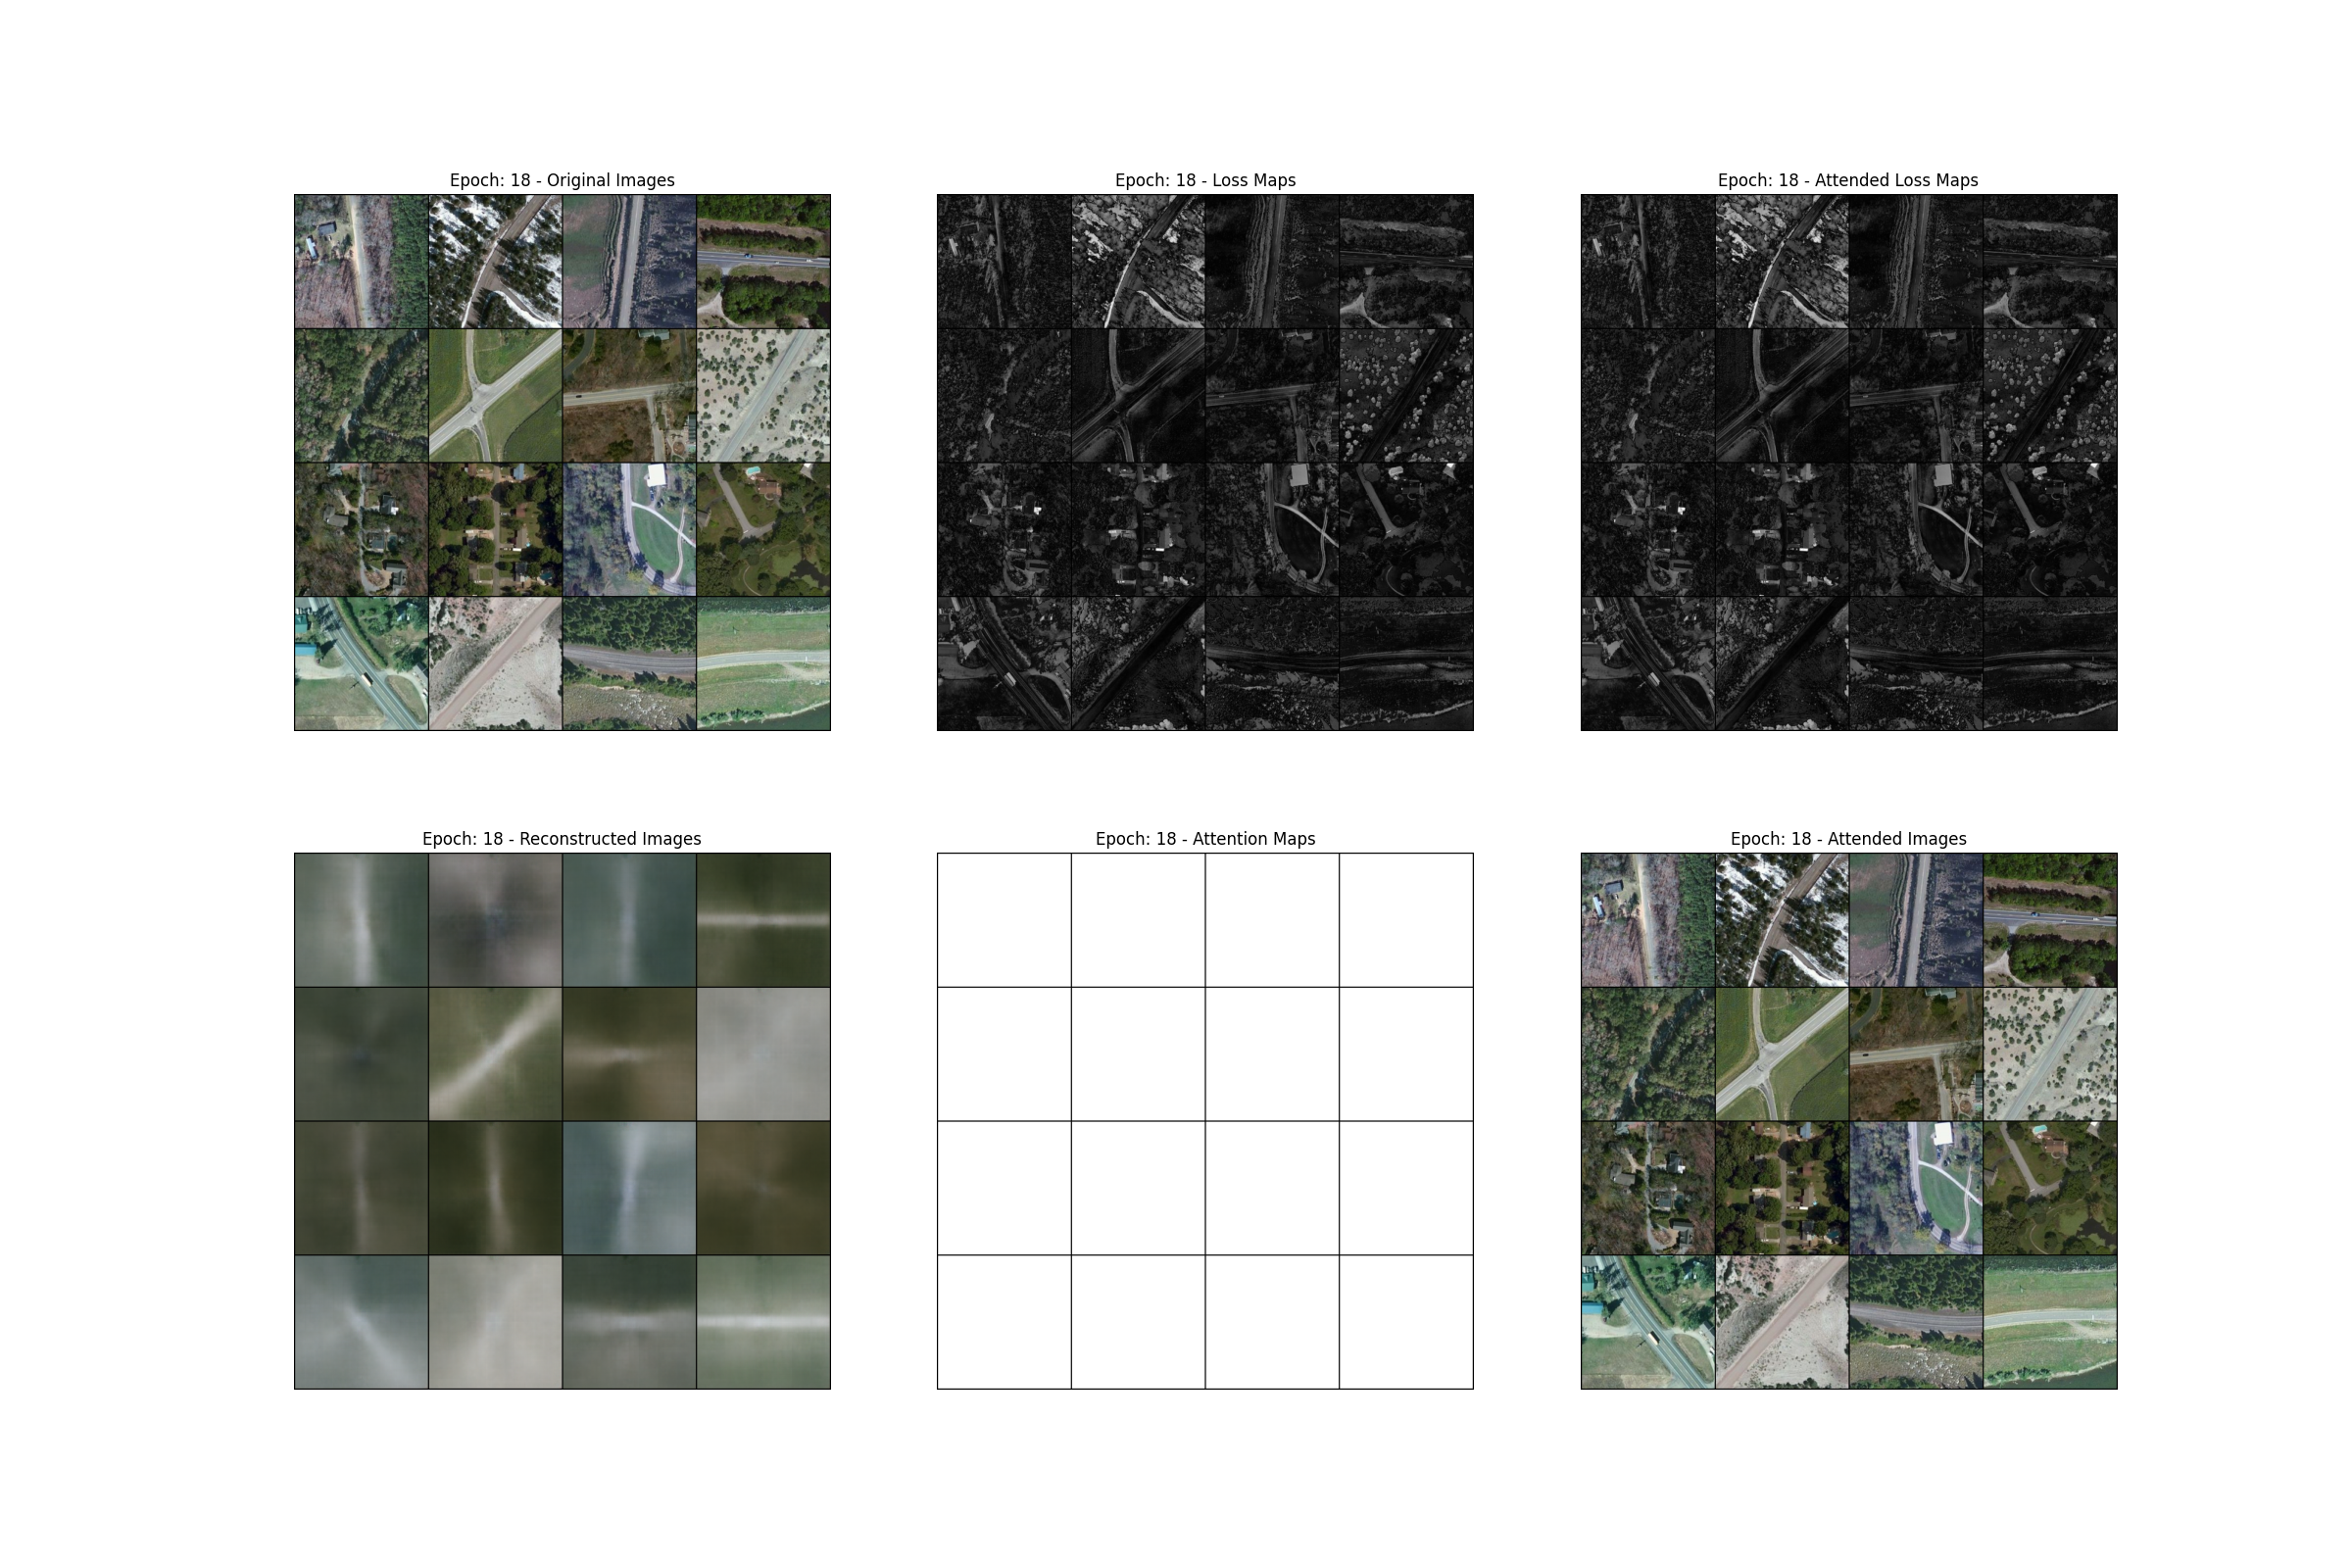 Epoch: 18 - Original Images
Epoch: 18 - Loss Maps
Epoch: 18 - Attended Loss Maps
Epoch: 18 - Reconstructed Images
Epoch: 18 - Attention Maps
Epoch: 18 - Attended Images